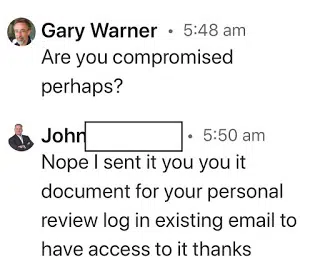 Gary Warner • 5:48 am
Are you compromised
perhaps?
John • 5:50 am
Nope I sent it you you it
document for your personal
review log in existing email to
have access to it thanks